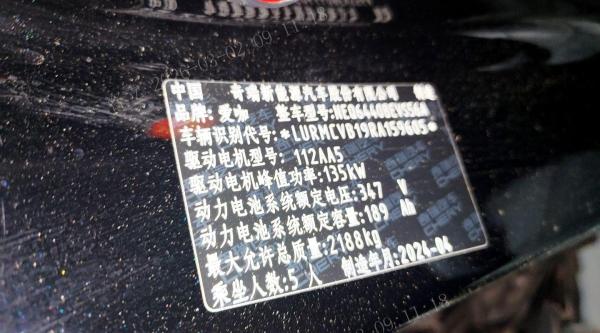 中国 奇瑞新能源汽车股份有限公司 制造
品牌:爱咖 整车型号:NEQ6440BEVS56A
车辆识别代号:*LURMCVB19RA159605*
驱动电机型号: 112AA5
驱动电机峰值功率:135kW
动力电池系统额定电压:347 V
动力电池系统额定容量:189 Ah
最大允许总质量:2188kg
乘坐人数:5 人 制造年月:2024-04